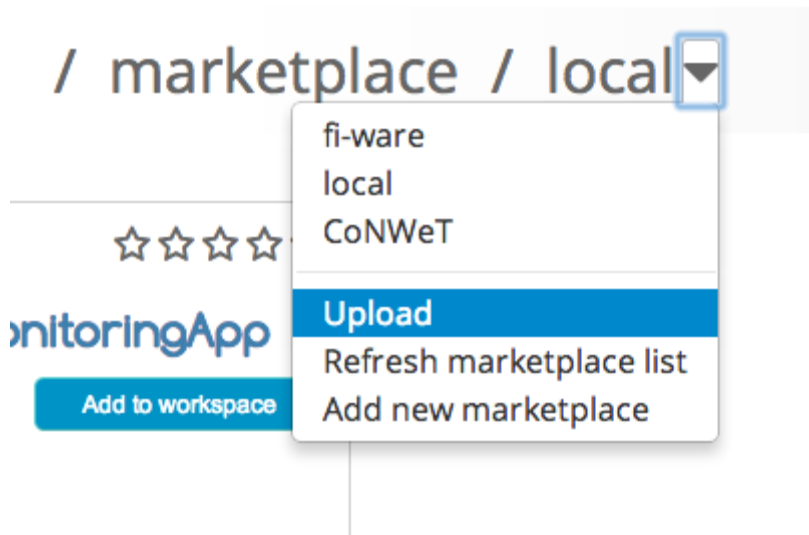 / marketplace / local
fi-ware
local
CoNWeT
Upload
onitoringApp
Refresh marketplace list
Add to workspace
Add new marketplace